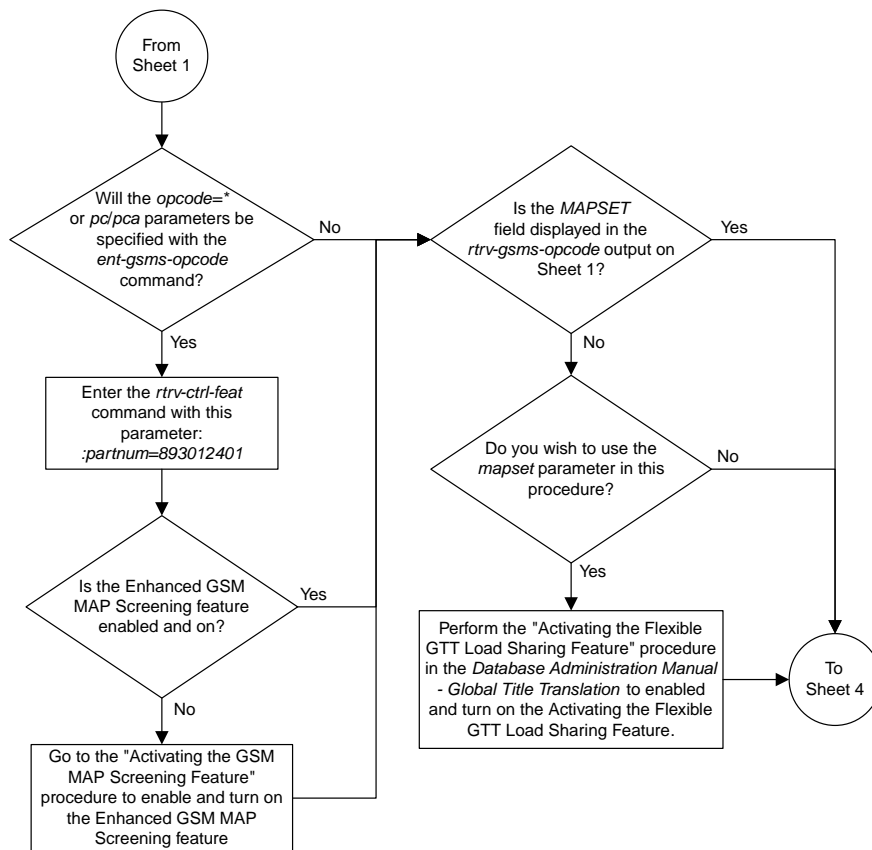 From
Sheet 1
Will the opcode=*
or pc/pca parameters be
specified with the
ent-gsms-opcode
command?
No
Yes
Enter the rtrv-ctrl-feat
command with this
parameter:
:partnum=893012401
Is the Enhanced GSM
MAP Screening feature
enabled and on?
Yes
No
Go to the "Activating the GSM
MAP Screening Feature"
procedure to enable and turn on
the Enhanced GSM MAP
Screening feature
Is the MAPSET
field displayed in the
rtrv-gsms-opcode output on
Sheet 1?
Yes
No
Do you wish to use the
mapset parameter in this
procedure?
No
Yes
Perform the "Activating the Flexible
GTT Load Sharing Feature" procedure
in the Database Administration Manual
- Global Title Translation to enabled
and turn on the Activating the Flexible
GTT Load Sharing Feature.
To
Sheet 4